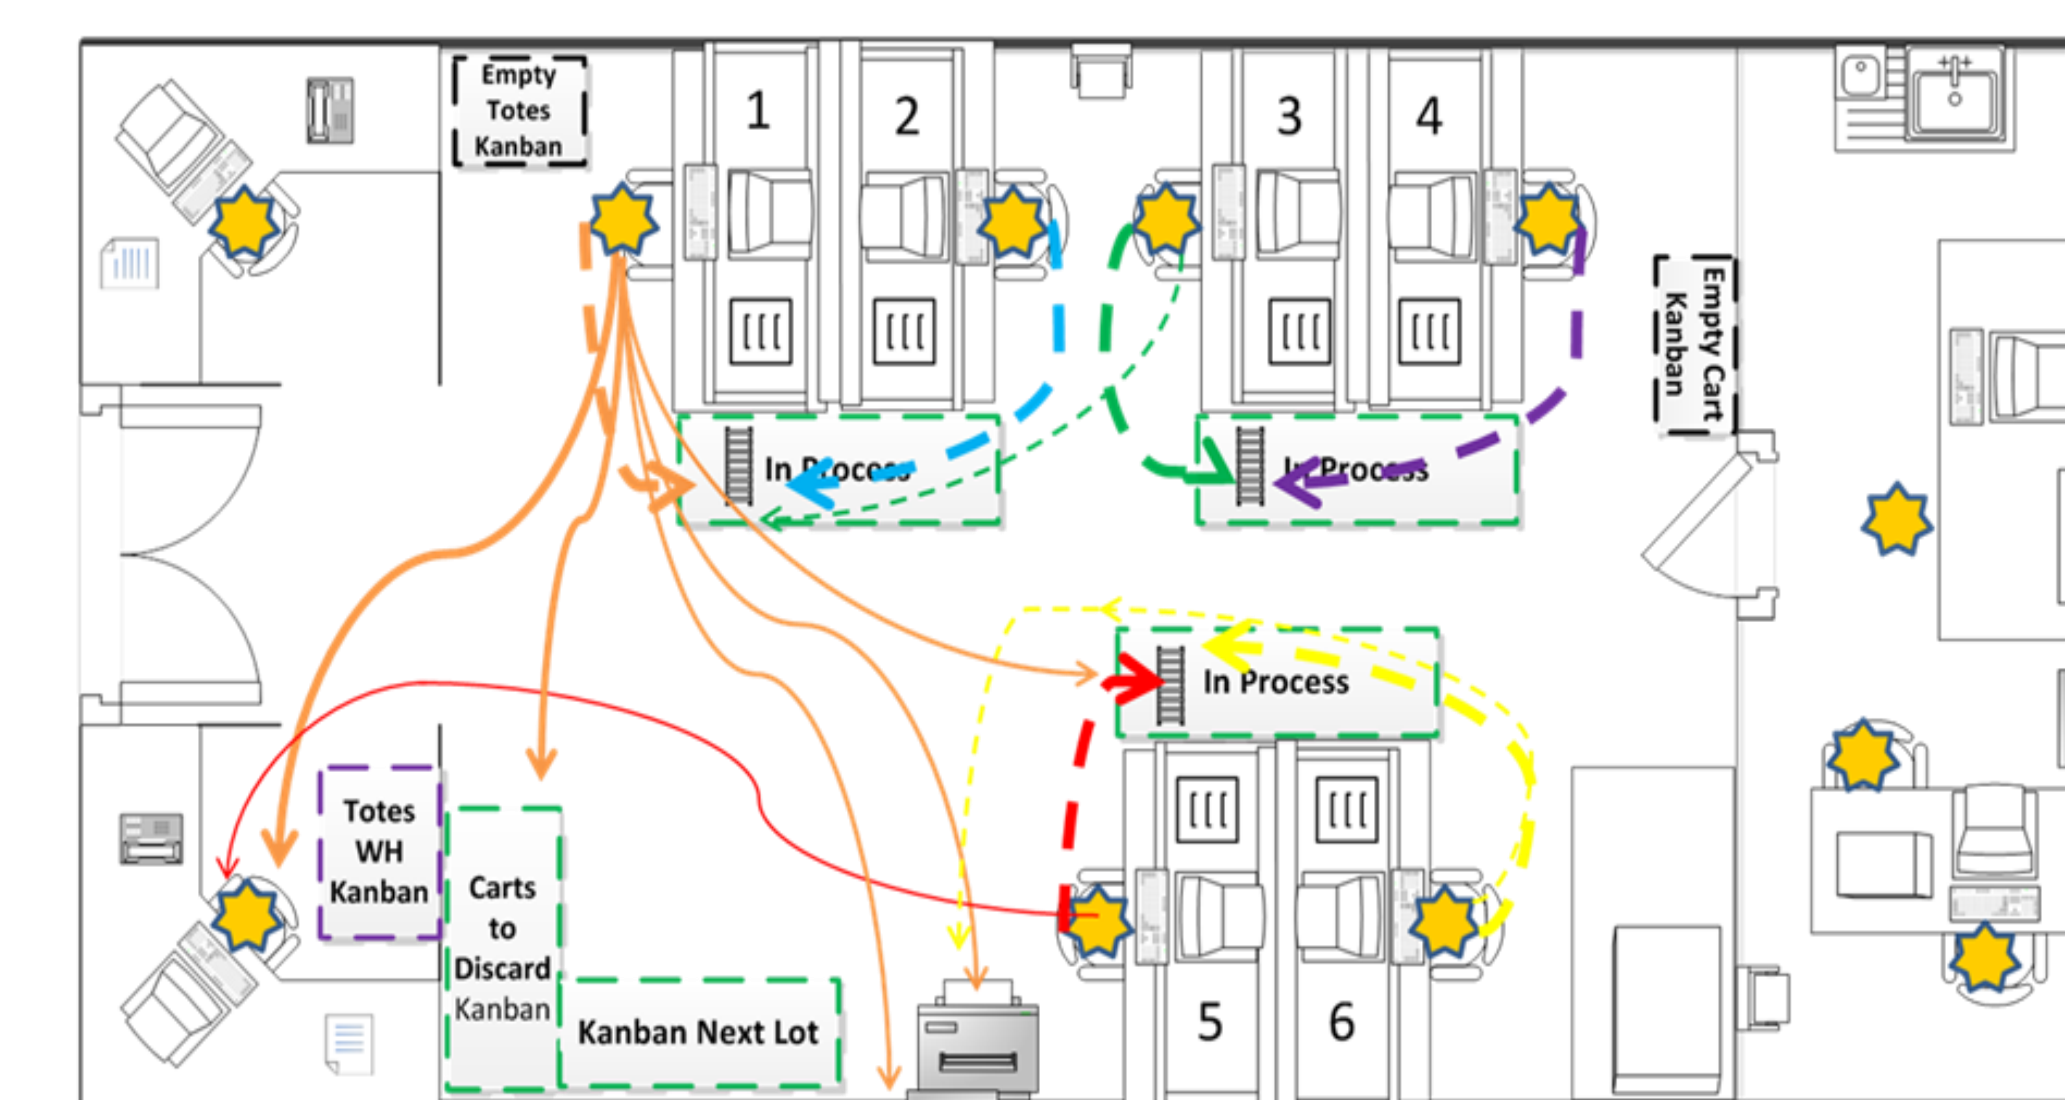 Empty
Totes
Kanban
1
2
3
4
Empty Cart
Kanban
In Process
In Process
In Process
Totes
WH
Kanban
Carts
to
Discard
Kanban
Kanban Next Lot
5
6